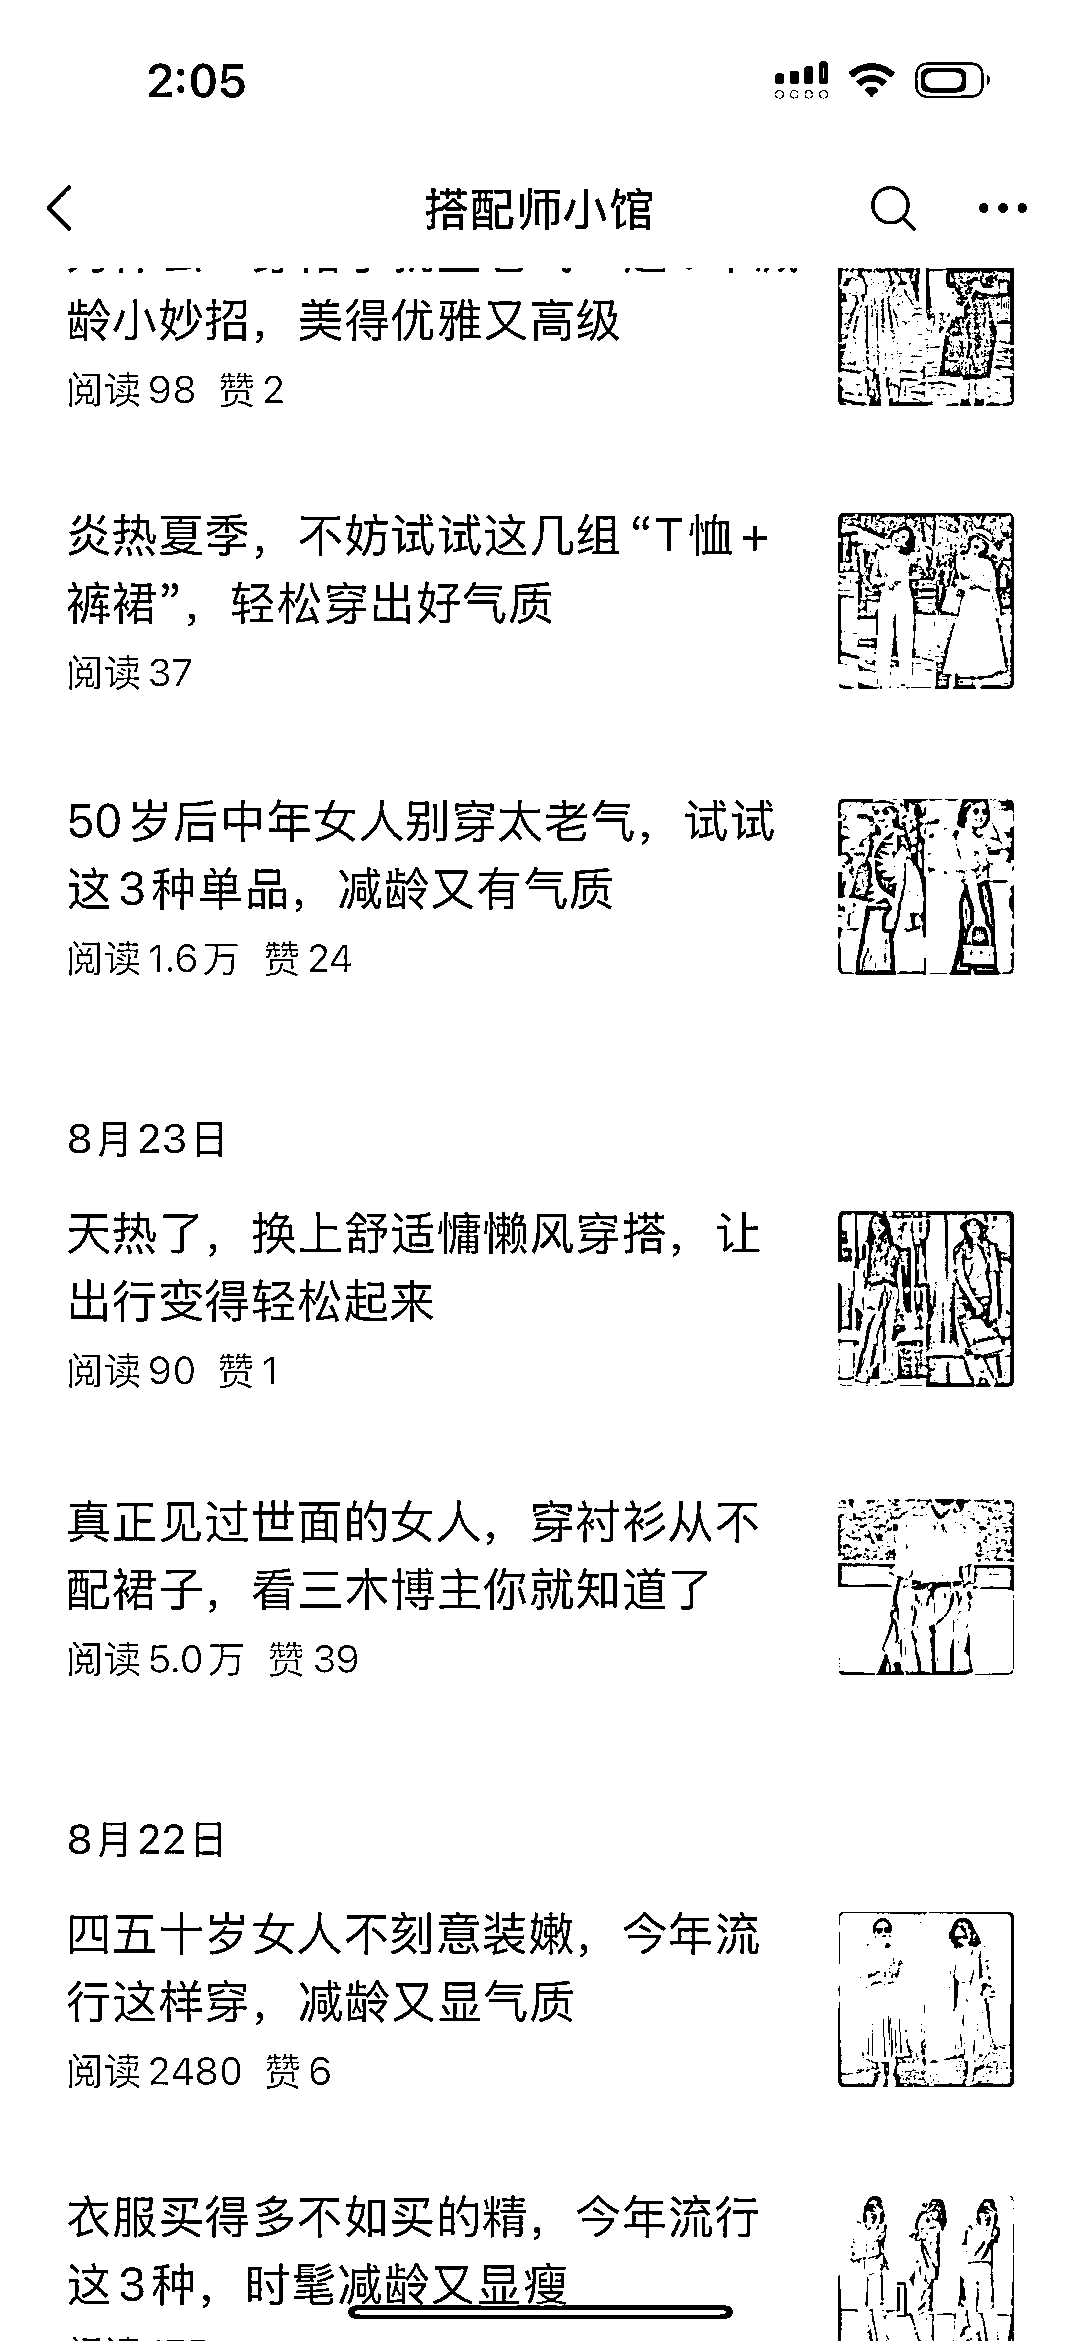 2:05
搭配师小馆
龄小妙招，美得优雅又高级
阅读 98 赞 2
炎热夏季，不妨试试这几组“T恤+
裤裙”，轻松穿出好气质
阅读 37
50岁后中年女人别穿太老气，试试
这3种单品，减龄又有气质
阅读 1.6万 赞 24
8月23日
天热了，换上舒适慵懒风穿搭，让
出行变得轻松起来
阅读 90 赞 1
真正见过世面的女人，穿衬衫从不
配裙子，看三木博主你就知道了
阅读 5.0万 赞 39
8月22日
四五十岁女人不刻意装嫩，今年流
行这样穿，减龄又显气质
阅读 2480 赞 6
衣服买得多不如买的精，今年流行
这3种，时髦减龄又显瘦